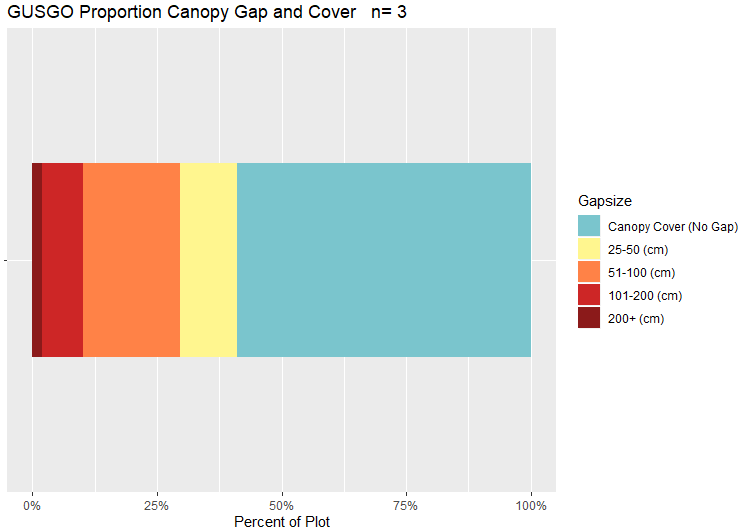 GUSGO Proportion Canopy Gap and Cover   n= 3
Gapsize
Canopy Cover (No Gap)
25-50 (cm)
51-100 (cm)
101-200 (cm)
200+ (cm)
0% 25% 50% 75% 100%
Percent of Plot